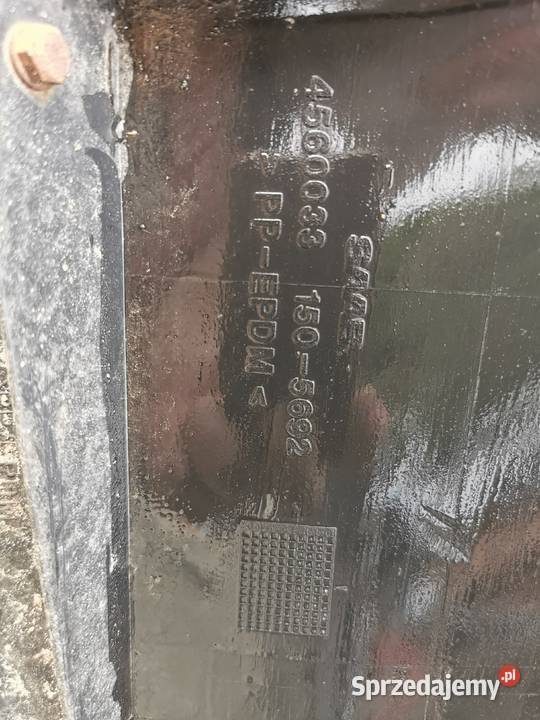 SAAB
4560033 150-5692
> PP-EPDM <
Sprzedajemy.pl